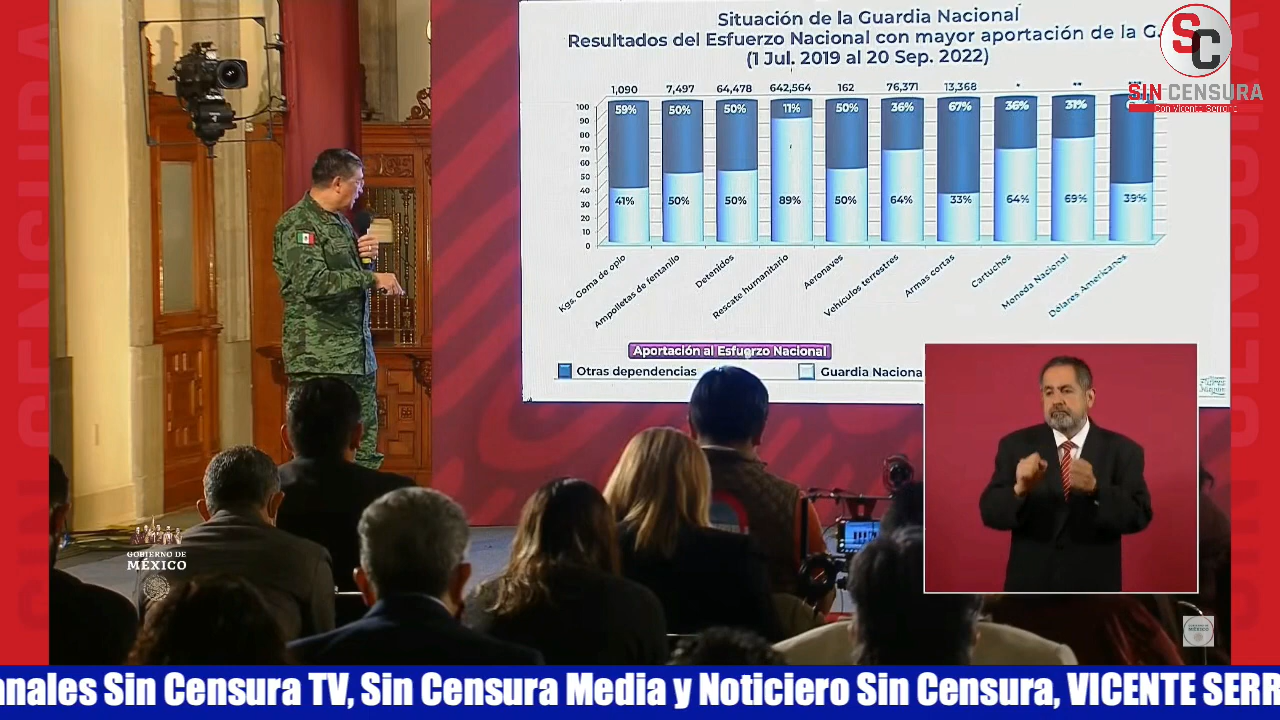 Situación de la Guardia Nacional
Resultados del Esfuerzo Nacional con mayor aportación de la G.
(1 Jul. 2019 al 20 Sep. 2022)
SC
SIN CENSURA
Con Vicente Serrano
1,090 7,497 64,478 642,564 162 76,371 13,368 * **
100 59% 50% 50% 11% 50% 36% 67% 36% 31%
90
80
70
60
50
40
30 41% 50% 50% 89% 50% 64% 33% 64% 69% 39%
20
10
0
Kgs. Goma de opio
Ampolletas de fentanilo
Detenidos
Rescate humanitario
Aeronaves
Vehículos terrestres
Armas cortas
Cartuchos
Moneda Nacional
Dólares Americanos
Aportación al Esfuerzo Nacional
Otras dependencias
Guardia Naciona
GOBIERNO DE
MÉXICO
CENSURA
SIN
anales Sin Censura TV, Sin Censura Media y Noticiero Sin Censura, VICENTE SERR